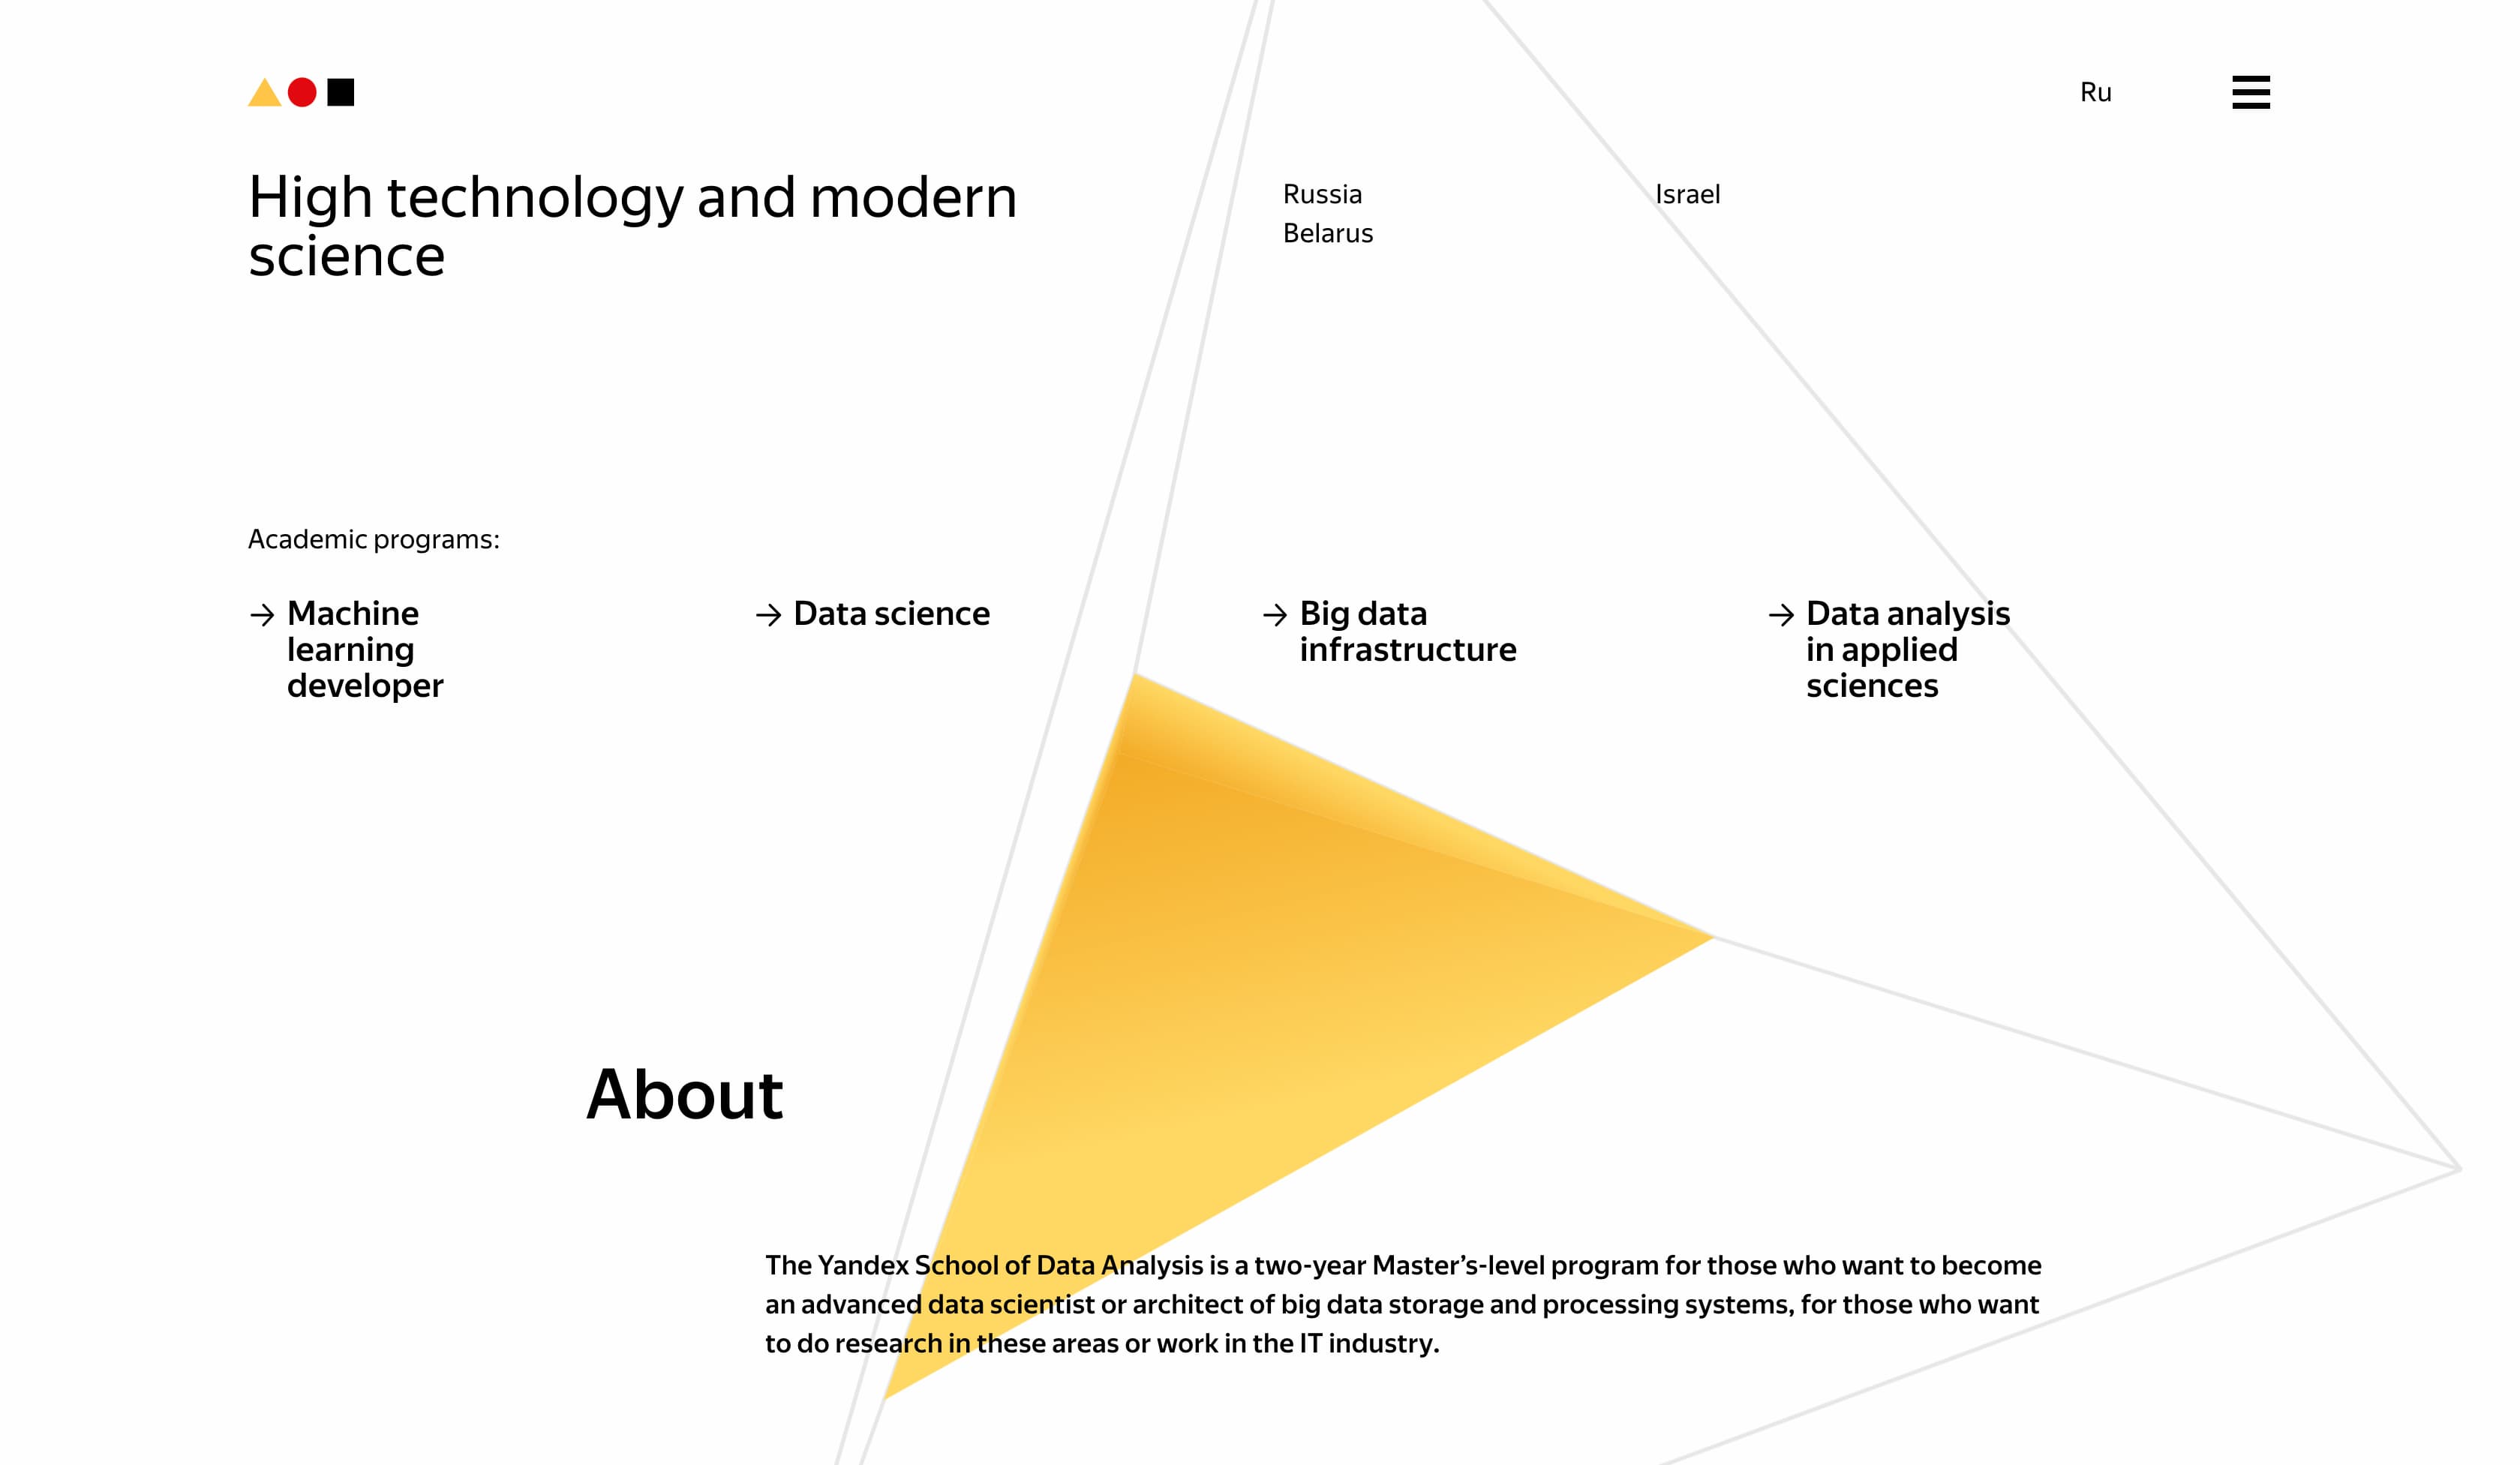 Ru
High technology and modern
science
Russia
Belarus
Israel
Academic programs:
→ Machine
learning
developer
→ Data science
→ Big data
infrastructure
→ Data analysis
in applied
sciences
About
The Yandex School of Data Analysis is a two-year Master’s-level program for those who want to become
an advanced data scientist or architect of big data storage and processing systems, for those who want
to do research in these areas or work in the IT industry.